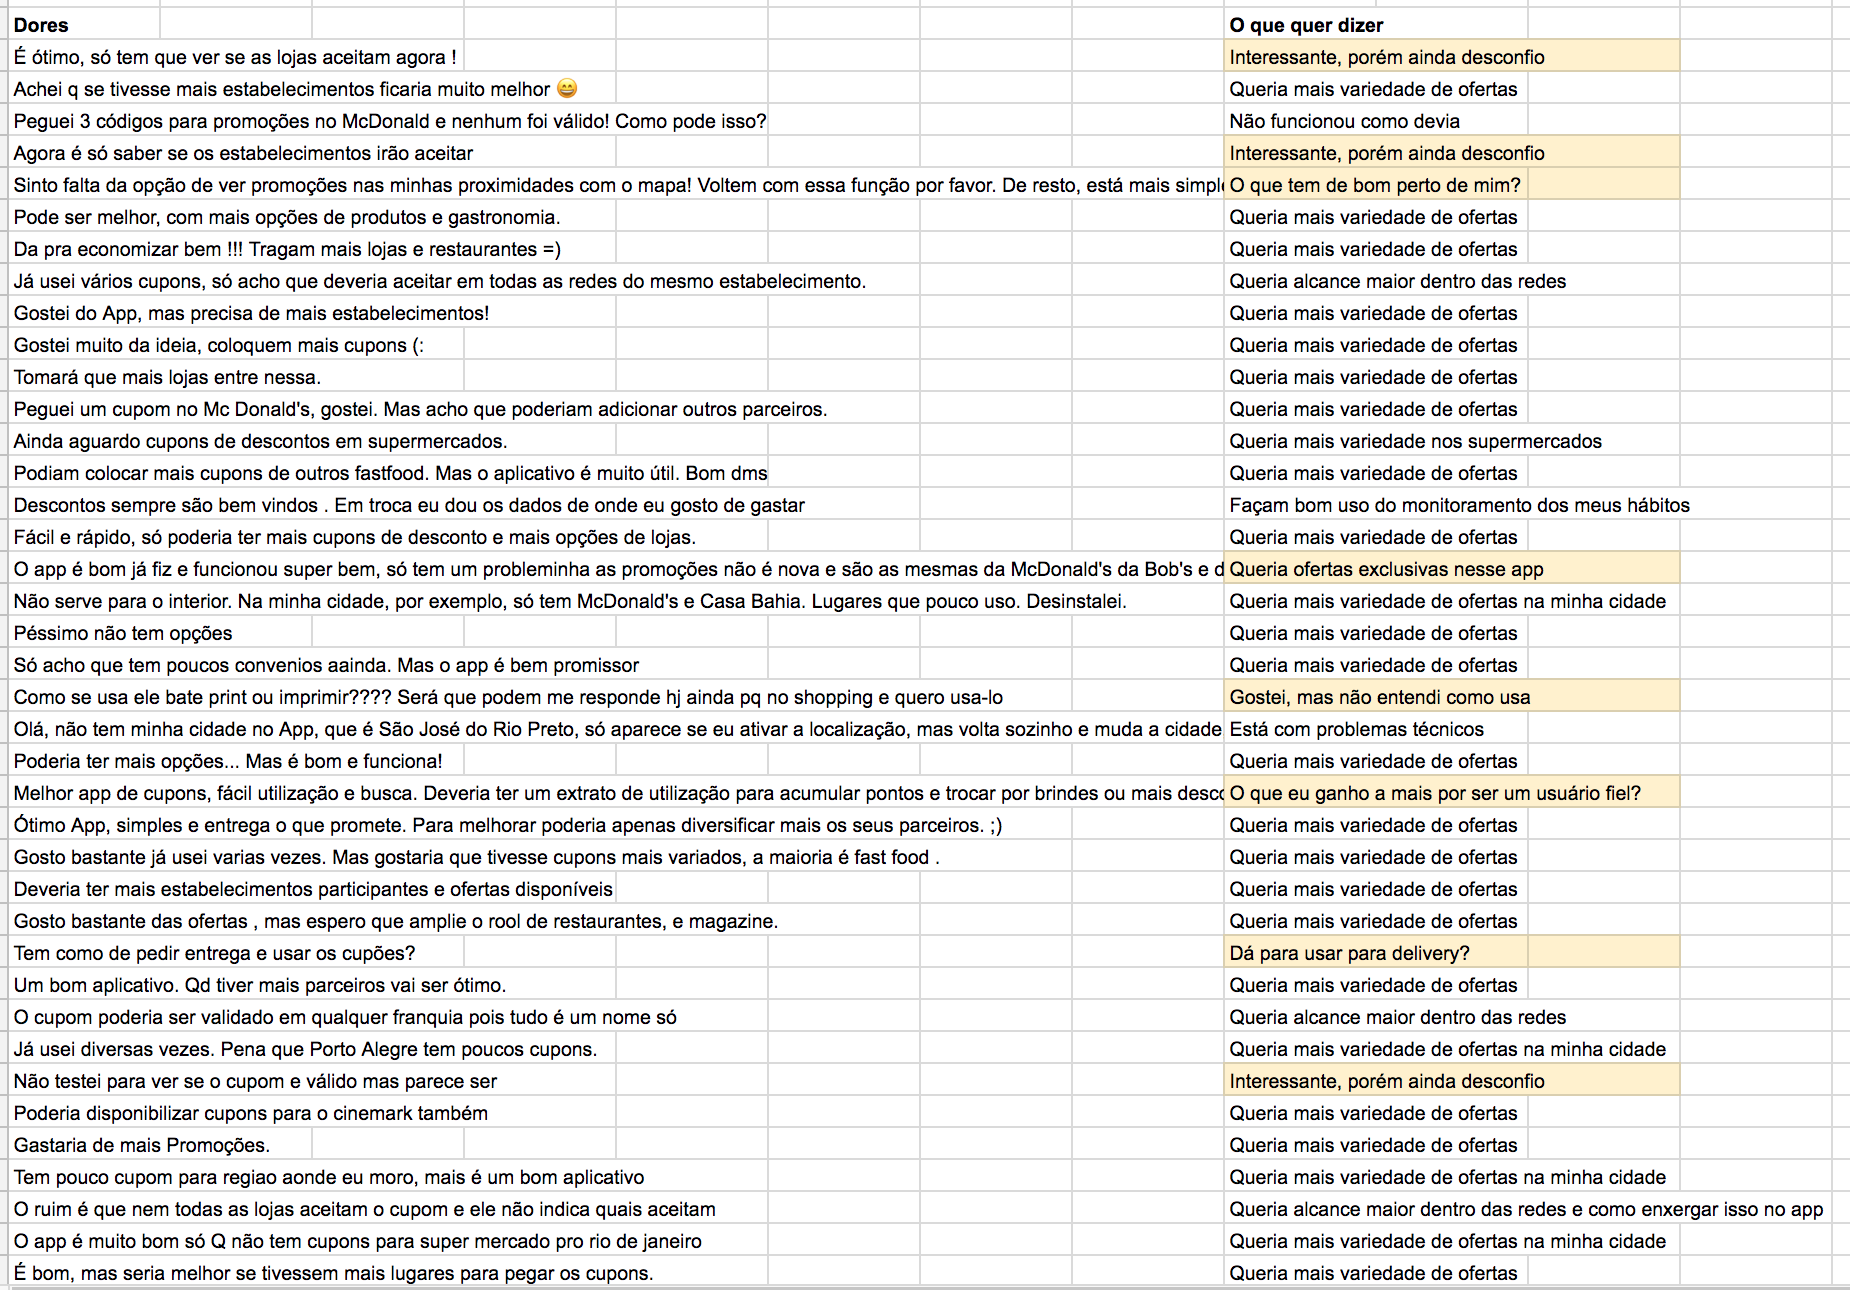 Dores O que quer dizer
É ótimo, só tem que ver se as lojas aceitam agora ! Interessante, porém ainda desconfio
Achei q se tivesse mais estabelecimentos ficaria muito melhor 😄 Queria mais variedade de ofertas
Peguei 3 códigos para promoções no McDonald e nenhum foi válido! Como pode isso? Não funcionou como devia
Agora é só saber se os estabelecimentos irão aceitar Interessante, porém ainda desconfio
Sinto falta da opção de ver promoções nas minhas proximidades com o mapa! Voltem com essa função por favor. De resto, está mais simple O que tem de bom perto de mim?
Pode ser melhor, com mais opções de produtos e gastronomia. Queria mais variedade de ofertas
Da pra economizar bem !!! Tragam mais lojas e restaurantes =) Queria mais variedade de ofertas
Já usei vários cupons, só acho que deveria aceitar em todas as redes do mesmo estabelecimento. Queria alcance maior dentro das redes
Gostei do App, mas precisa de mais estabelecimentos! Queria mais variedade de ofertas
Gostei muito da ideia, coloquem mais cupons (: Queria mais variedade de ofertas
Tomará que mais lojas entre nessa. Queria mais variedade de ofertas
Peguei um cupom no Mc Donald's, gostei. Mas acho que poderiam adicionar outros parceiros. Queria mais variedade de ofertas
Ainda aguardo cupons de descontos em supermercados. Queria mais variedade nos supermercados
Podiam colocar mais cupons de outros fastfood. Mas o aplicativo é muito útil. Bom dms Queria mais variedade de ofertas
Descontos sempre são bem vindos . Em troca eu dou os dados de onde eu gosto de gastar Façam bom uso do monitoramento dos meus hábitos
Fácil e rápido, só poderia ter mais cupons de desconto e mais opções de lojas. Queria mais variedade de ofertas
O app é bom já fiz e funcionou super bem, só tem um probleminha as promoções não é nova e são as mesmas da McDonald's da Bob's e d Queria ofertas exclusivas nesse app
Não serve para o interior. Na minha cidade, por exemplo, só tem McDonald's e Casa Bahia. Lugares que pouco uso. Desinstalei. Queria mais variedade de ofertas na minha cidade
Péssimo não tem opções Queria mais variedade de ofertas
Só acho que tem poucos convenios aainda. Mas o app é bem promissor Queria mais variedade de ofertas
Como se usa ele bate print ou imprimir???? Será que podem me responde hj ainda pq no shopping e quero usa-lo Gostei, mas não entendi como usa
Olá, não tem minha cidade no App, que é São José do Rio Preto, só aparece se eu ativar a localização, mas volta sozinho e muda a cidade Está com problemas técnicos
Poderia ter mais opções... Mas é bom e funciona! Queria mais variedade de ofertas
Melhor app de cupons, fácil utilização e busca. Deveria ter um extrato de utilização para acumular pontos e trocar por brindes ou mais desco O que eu ganho a mais por ser um usuário fiel?
Ótimo App, simples e entrega o que promete. Para melhorar poderia apenas diversificar mais os seus parceiros. ;) Queria mais variedade de ofertas
Gosto bastante já usei varias vezes. Mas gostaria que tivesse cupons mais variados, a maioria é fast food . Queria mais variedade de ofertas
Deveria ter mais estabelecimentos participantes e ofertas disponíveis Queria mais variedade de ofertas
Gosto bastante das ofertas , mas espero que amplie o rool de restaurantes, e magazine. Queria mais variedade de ofertas
Tem como de pedir entrega e usar os cupões? Dá para usar para delivery?
Um bom aplicativo. Qd tiver mais parceiros vai ser ótimo. Queria mais variedade de ofertas
O cupom poderia ser validado em qualquer franquia pois tudo é um nome só Queria alcance maior dentro das redes
Já usei diversas vezes. Pena que Porto Alegre tem poucos cupons. Queria mais variedade de ofertas na minha cidade
Não testei para ver se o cupom e válido mas parece ser Interessante, porém ainda desconfio
Poderia disponibilizar cupons para o cinemark também Queria mais variedade de ofertas
Gastaria de mais Promoções. Queria mais variedade de ofertas
Tem pouco cupom para regiao aonde eu moro, mais é um bom aplicativo Queria mais variedade de ofertas na minha cidade
O ruim é que nem todas as lojas aceitam o cupom e ele não indica quais aceitam Queria alcance maior dentro das redes e como enxergar isso no app
O app é muito bom só Q não tem cupons para super mercado pro rio de janeiro Queria mais variedade de ofertas na minha cidade
É bom, mas seria melhor se tivessem mais lugares para pegar os cupons. Queria mais variedade de ofertas